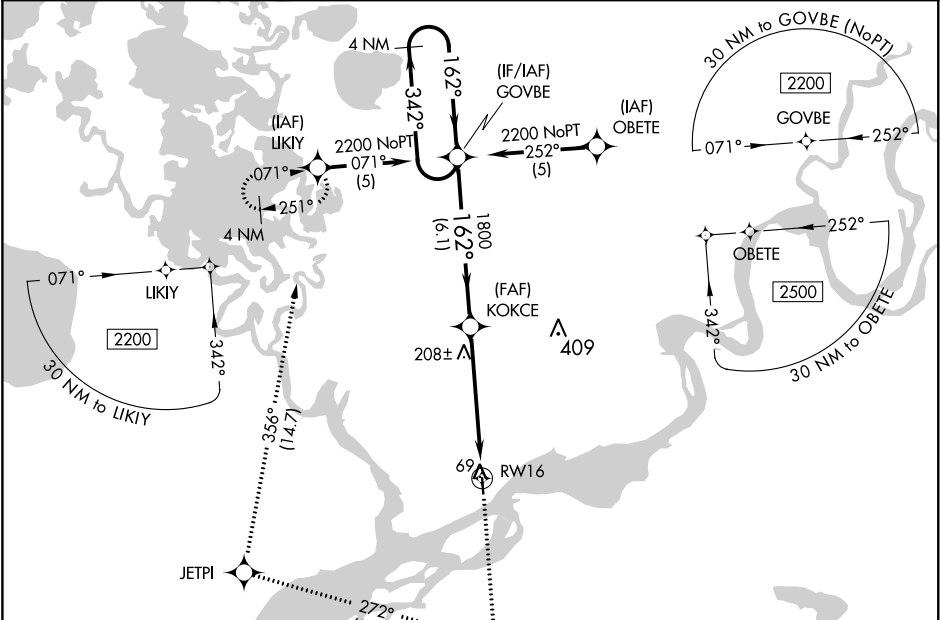 4 NM
162°
342°
(IF/IAF)
GOVBE
(IAF)
OBETE
2200 NoPT
252°
(5)
(IAF)
LIKIY
2200 NoPT
071°
(5)
071°
251°
4 NM
30 NM to GOVBE (NoPT)
2200
GOVBE
071°
252°
1800
162°
(6.1)
252°
OBETE
2500
342°
30 NM to OBETE
071°
LIKIY
2200
342°
30 NM to LIKIY
(FAF)
KOKCE
208±
409
356°
(14.7)
69
RW16
JETPI
272°